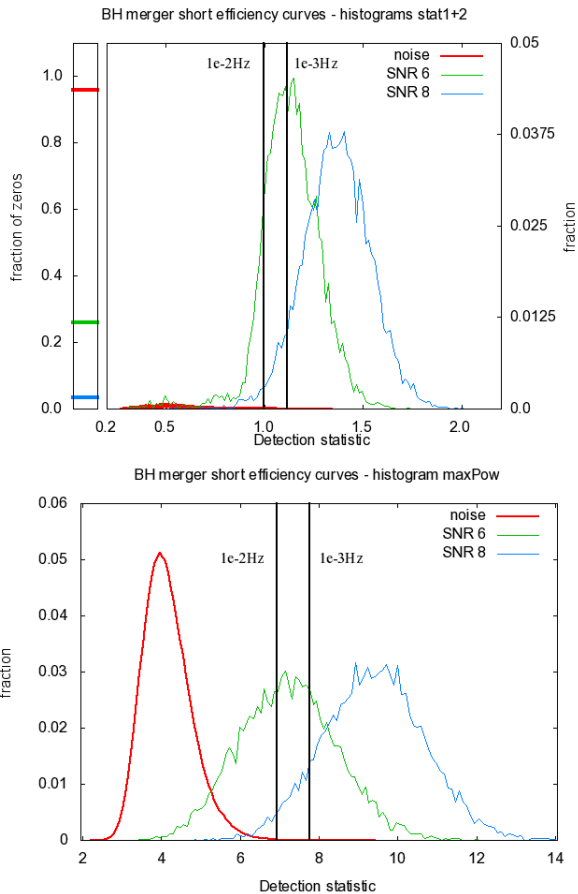 BH merger short efficiency curves - histograms stat1+2
1.0
0.8
0.6
0.4
0.2
0.0
fraction of zeros
1e-2Hz
1e-3Hz
noise
SNR 6
SNR 8
0.05
0.0375
0.025
0.0125
0.0
fraction
0.2
0.5
1.0
1.5
2.0
Detection statistic
BH merger short efficiency curves - histogram maxPow
0.06
0.05
0.04
0.03
0.02
0.01
0
fraction
1e-2Hz
1e-3Hz
noise
SNR 6
SNR 8
2
4
6
8
10
12
14
Detection statistic